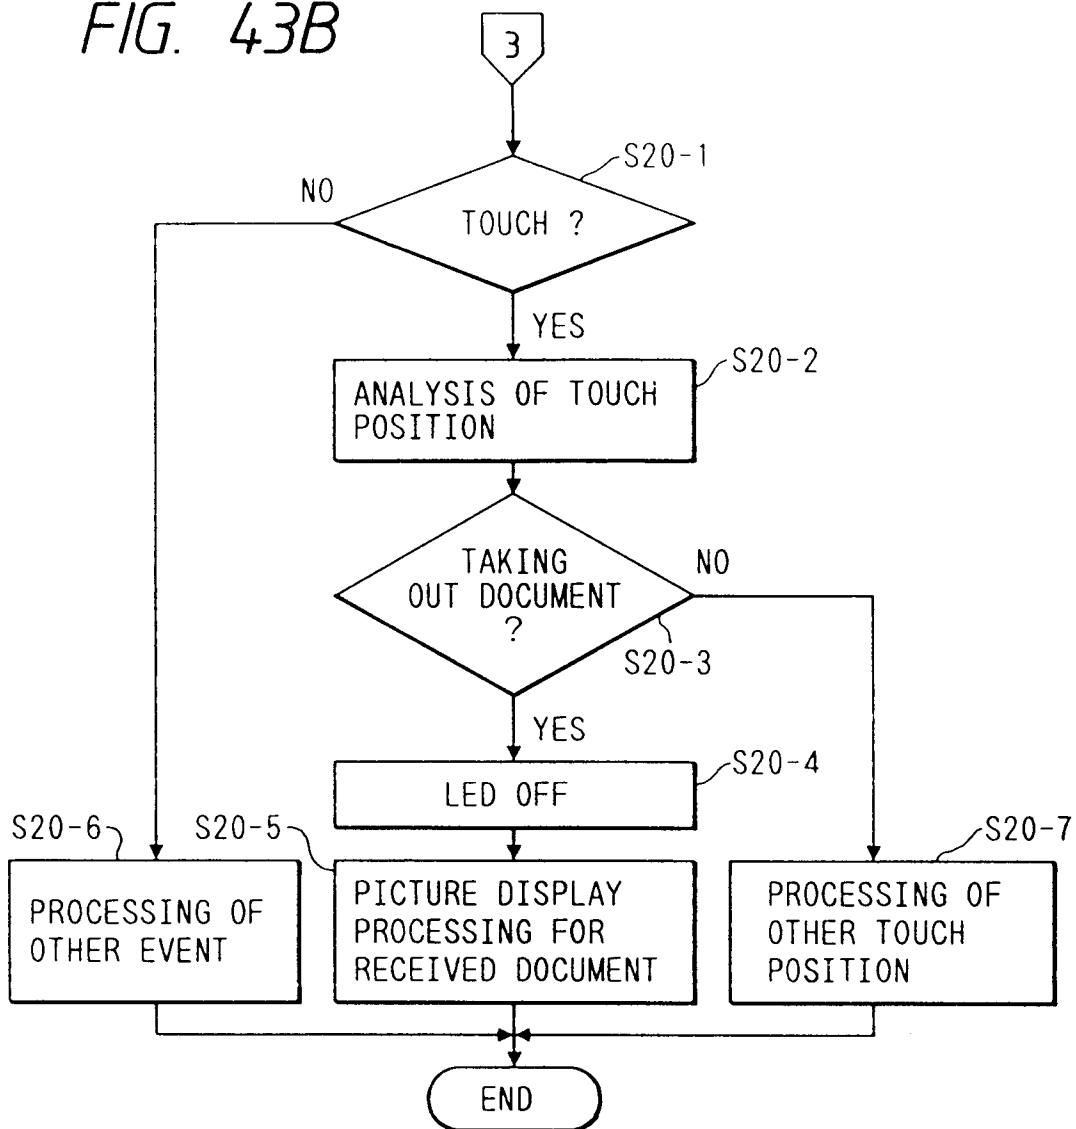 FIG. 43B
3
S20-1
NO
TOUCH ?
YES
S20-2
ANALYSIS OF TOUCH
POSITION
TAKING
OUT DOCUMENT
?
NO
S20-3
YES
S20-4
LED OFF
S20-6
S20-5
S20-7
PROCESSING OF
OTHER EVENT
PICTURE DISPLAY
PROCESSING FOR
RECEIVED DOCUMENT
PROCESSING OF
OTHER TOUCH
POSITION
END